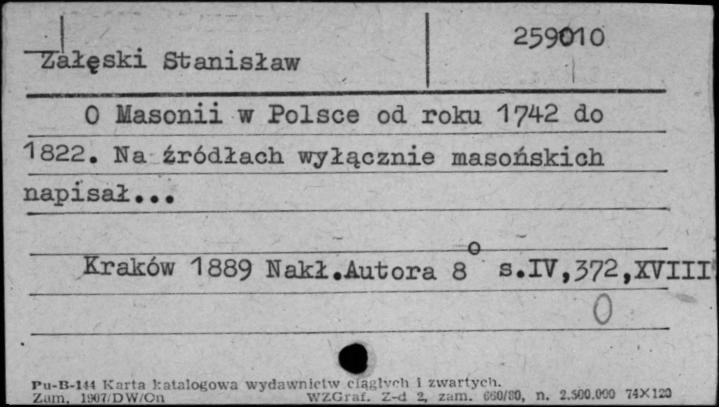 259010
Załęski Stanisław
O Masonii w Polsce od roku 1742 do
1822. Na źródłach wyłącznie masońskich
napisał...
Kraków 1889 Nakł.Autora 8° s.IV,372,XVIII
0
Pu-B-144 Karta katalogowa wydawnictw ciągłych i zwartych.
Zam. 1907/DW/On WZGraf. Z-d 2, zam. 660/80, n. 2.500.000 74×120